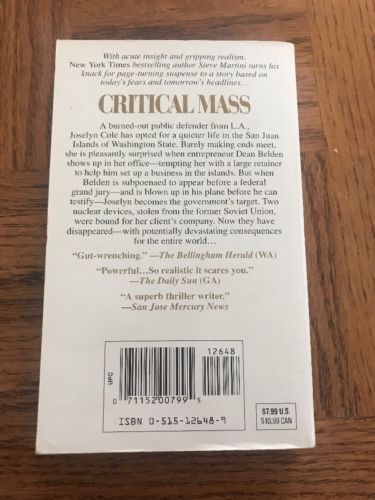 With acute insight and gripping realism,
New York Times bestselling author Steve Martini turns his
knack for page-turning suspense to a story based on
today's fears and tomorrow's headlines...
CRITICAL MASS
A burned-out public defender from L.A.,
Joselyn Cole has opted for a quieter life in the San Juan
Islands of Washington State. Barely making ends meet,
she is pleasantly surprised when entrepreneur Dean Belden
shows up in her office—tempting her with a large retainer
to help him set up a business in the islands. But when
Belden is subpoenaed to appear before a federal
grand jury—and is blown up in his plane before he can
testify—Joselyn becomes the government's target. Two
nuclear devices, stolen from the former Soviet Union,
were bound for her client's company. Now they have
disappeared—with potentially devastating consequences
for the entire world...
"Gut-wrenching." —The Bellingham Herald (WA)
"Powerful...So realistic it scares you."
—The Daily Sun (GA)
"A superb thriller writer."
—San Jose Mercury News
12648
UPC
0 71152 00799 5
ISBN 0-515-12648-9
$7.99 U.S.
$10.99 CAN